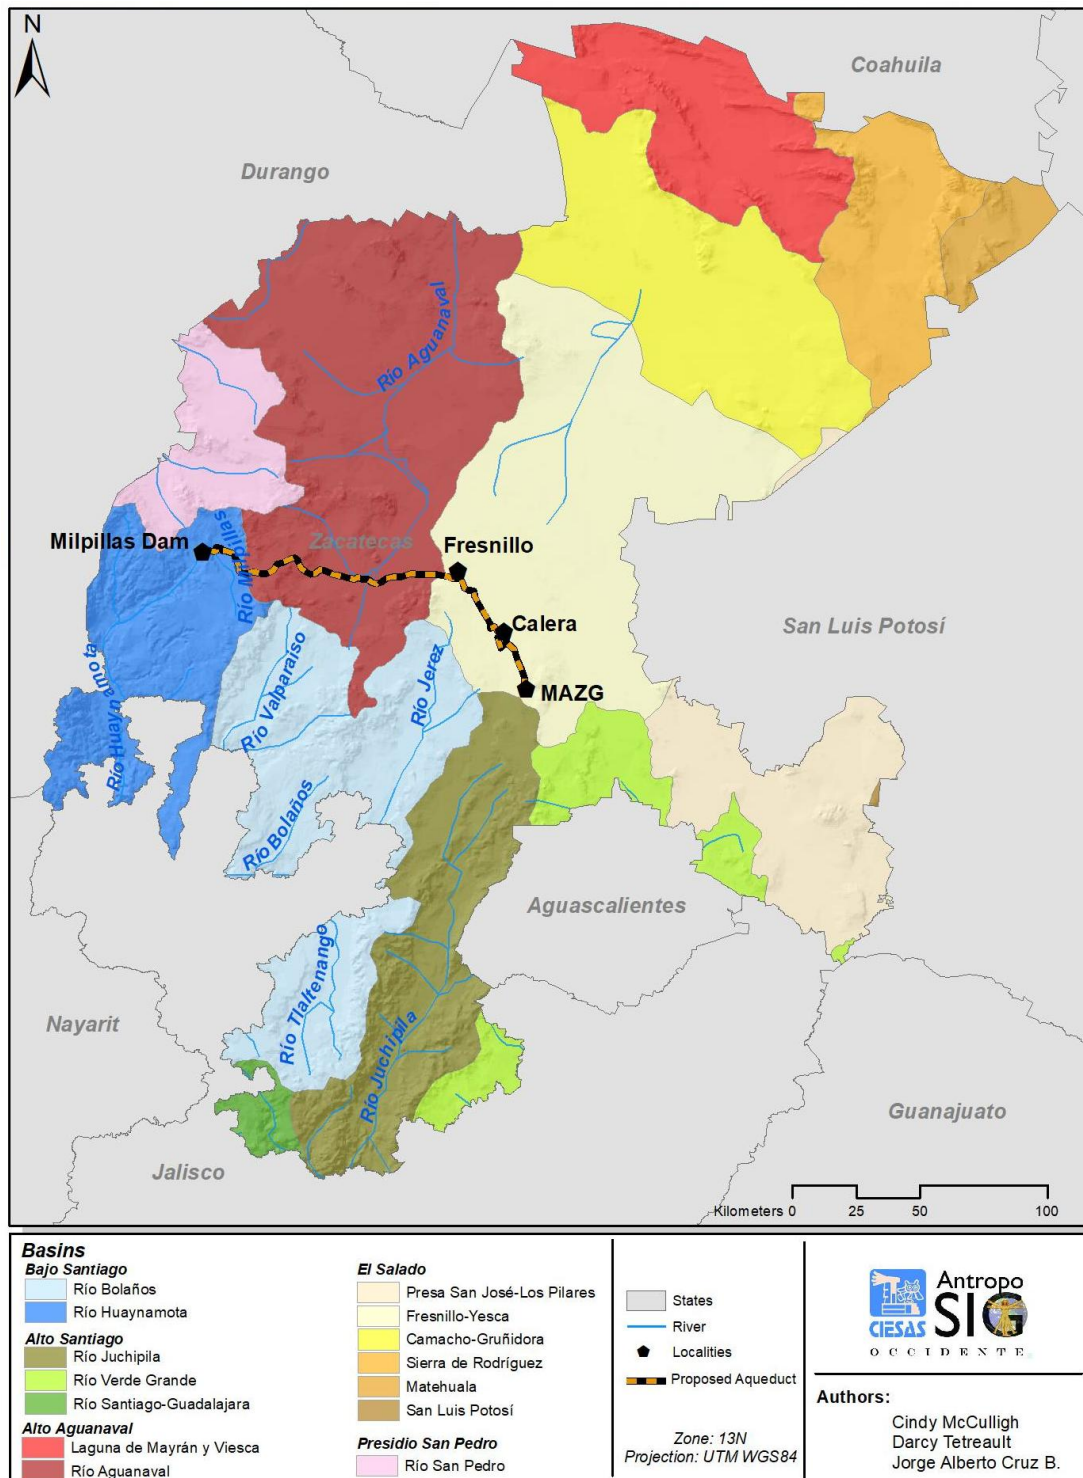 N
Coahuila
Durango
Río Aguanaval
Milpillas Dam
Río Milpillas
Zacatecas
Fresnillo
Calera
San Luis Potosí
MAZG
Río Huaynamota
Río Valparaiso
Río Jerez
Río Bolaños
Aguascalientes
Río Tlaltenango
Nayarit
Río Juchipila
Guanajuato
Jalisco
Kilometers 0 25 50 100
Basins
Bajo Santiago
Río Bolaños
Río Huaynamota
Alto Santiago
Río Juchipila
Río Verde Grande
Río Santiago-Guadalajara
Alto Aguanaval
Laguna de Mayrán y Viesca
Río Aguanaval
El Salado
Presa San José-Los Pilares
Fresnillo-Yesca
Camacho-Gruñidora
Sierra de Rodríguez
Matehuala
San Luis Potosí
Presidio San Pedro
Río San Pedro
States
River
Localities
Proposed Aqueduct
Zone: 13N
Projection: UTM WGS84
CIESAS
Antropo
SIG
OCCIDENTE
Authors:
Cindy McCulligh
Darcy Tetreault
Jorge Alberto Cruz B.